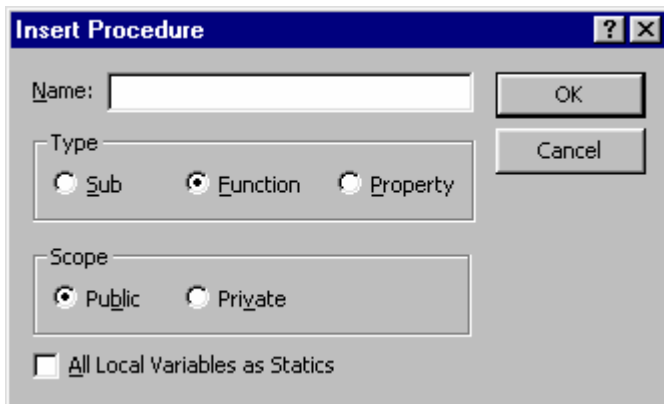 Insert Procedure
Name:
OK
Cancel
Type
Sub Function Property
Scope
Public Private
All Local Variables as Statics